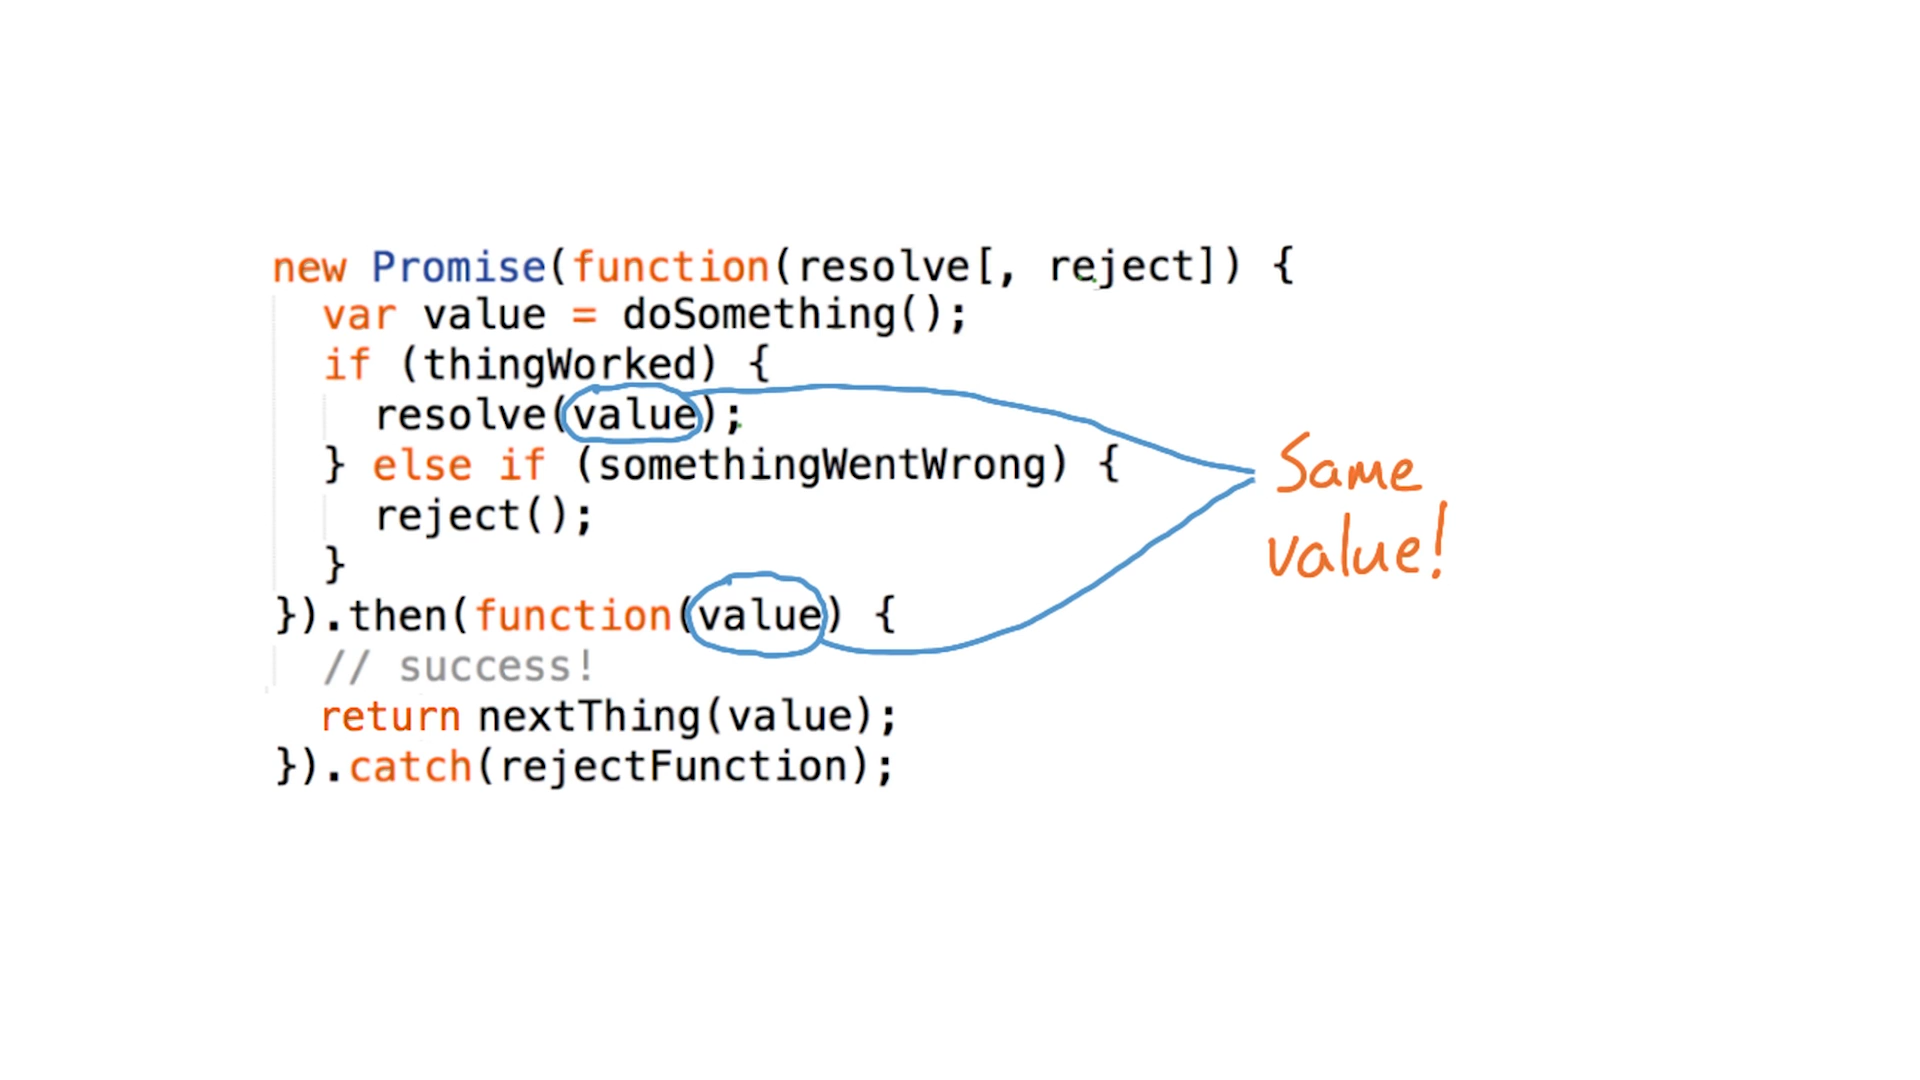 new Promise(function(resolve[, reject]) {
var value = doSomething();
if (thingWorked) {
resolve(value);
} else if (somethingWentWrong) {
reject();
}
}).then(function(value) {
// success!
return nextThing(value);
}).catch(rejectFunction);
Same
value!